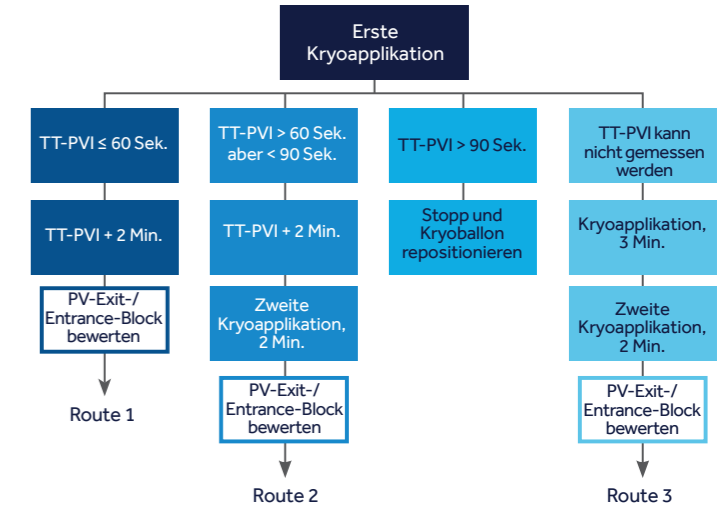 Erste
Kryoapplikation
TT-PVI ≤ 60 Sek.
TT-PVI + 2 Min.
PV-Exit-/
Entrance-Block
bewerten
Route 1
TT-PVI > 60 Sek.
aber < 90 Sek.
TT-PVI + 2 Min.
Zweite
Kryoapplikation,
2 Min.
PV-Exit-/
Entrance-Block
bewerten
Route 2
TT-PVI > 90 Sek.
Stopp und
Kryoballon
repositionieren
TT-PVI kann
nicht gemessen
werden
Kryoapplikation,
3 Min.
Zweite
Kryoapplikation,
2 Min.
PV-Exit-/
Entrance-Block
bewerten
Route 3